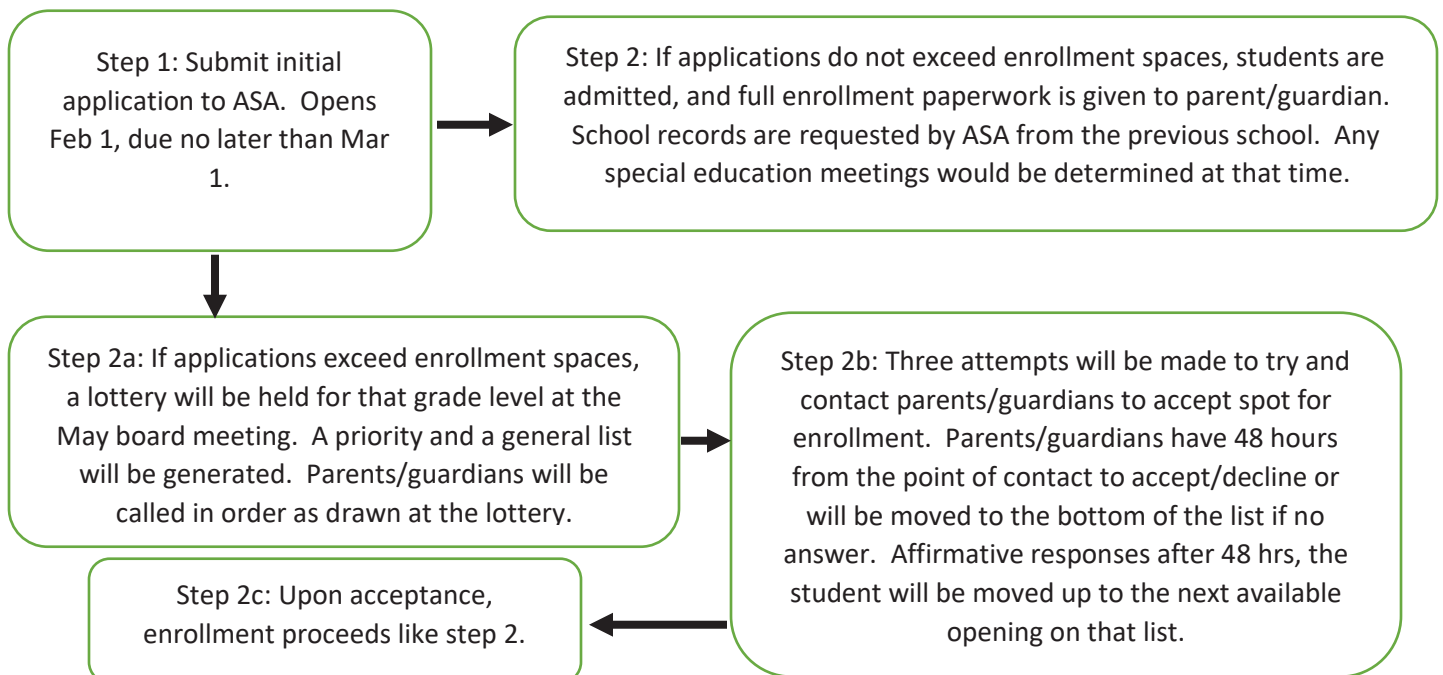 Step 1: Submit initial
application to ASA.  Opens
Feb 1, due no later than Mar
1.
Step 2: If applications do not exceed enrollment spaces, students are
admitted, and full enrollment paperwork is given to parent/guardian.
School records are requested by ASA from the previous school.  Any
special education meetings would be determined at that time.
Step 2a: If applications exceed enrollment spaces,
a lottery will be held for that grade level at the
May board meeting.  A priority and a general list
will be generated.  Parents/guardians will be
called in order as drawn at the lottery.
Step 2b: Three attempts will be made to try and
contact parents/guardians to accept spot for
enrollment.  Parents/guardians have 48 hours
from the point of contact to accept/decline or
will be moved to the bottom of the list if no
answer.  Affirmative responses after 48 hrs, the
student will be moved up to the next available
opening on that list.
Step 2c: Upon acceptance,
enrollment proceeds like step 2.